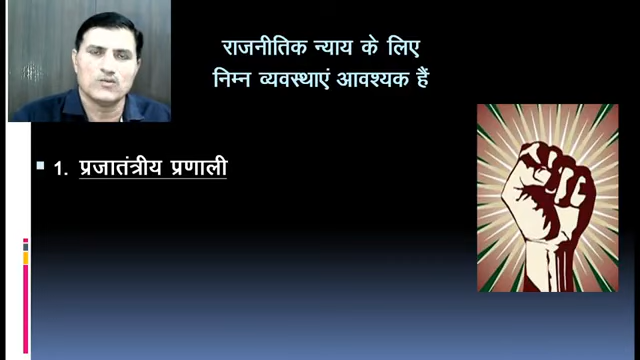 राजनीतिक न्याय के लिए
निम्न व्यवस्थाएं आवश्यक हैं
1. प्रजातंत्रीय प्रणाली